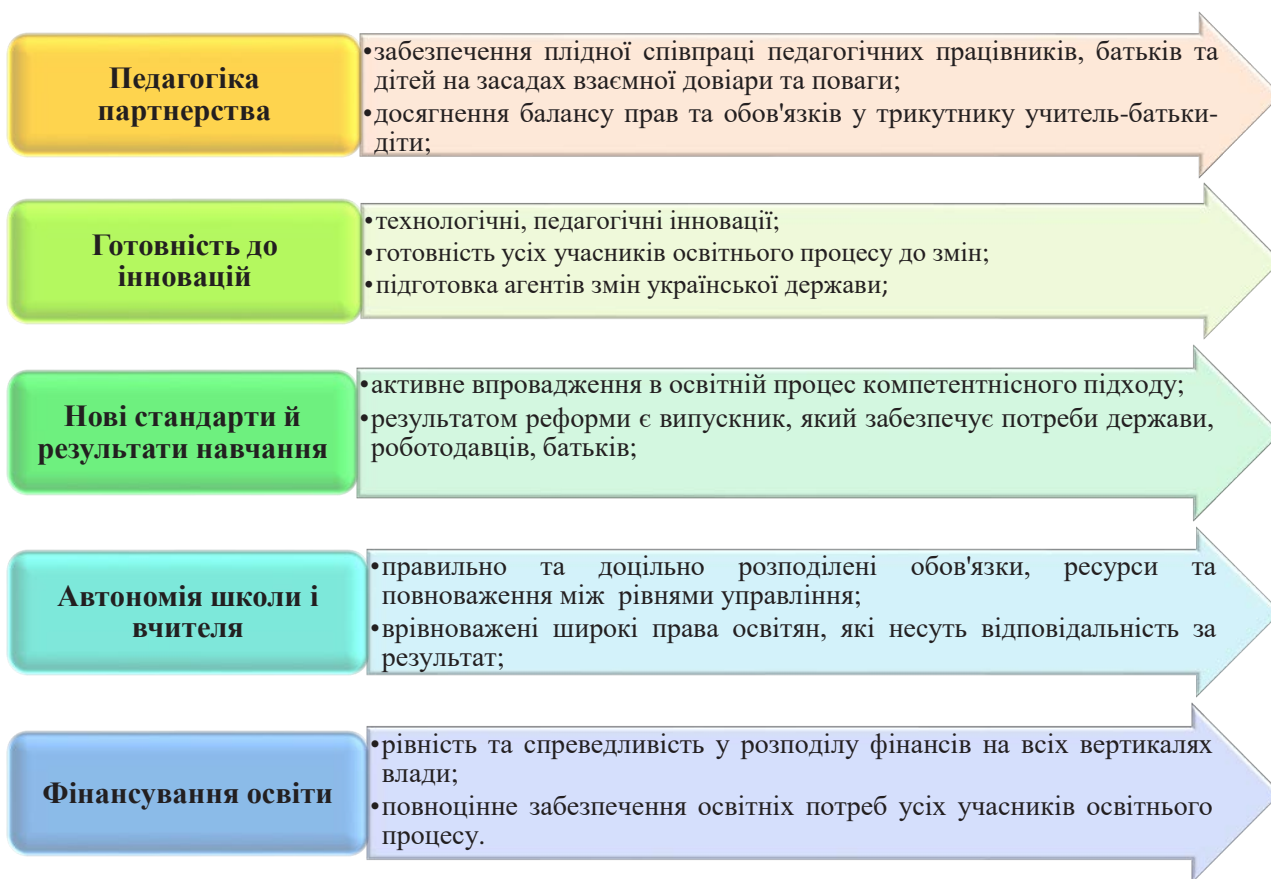 Педагогіка
партнерства
•забезпечення плідної співпраці педагогічних працівників, батьків та
дітей на засадах взаємної довіари та поваги;
•досягнення балансу прав та обов'язків у трикутнику учитель-батьки-
діти;
Готовність до
інновацій
•технологічні, педагогічні інновації;
•готовність усіх учасників освітнього процесу до змін;
•підготовка агентів змін української держави;
Нові стандарти й
результати навчання
•активне впровадження в освітній процес компетентнісного підходу;
•результатом реформи є випускник, який забезпечує потреби держави,
роботодавців, батьків;
Автономія школи і
вчителя
•правильно та доцільно розподілені обов'язки, ресурси та
повноваження між рівнями управління;
•врівноважені широкі права освітян, які несуть відповідальність за
результат;
Фінансування освіти
•рівність та спреведливість у розподілу фінансів на всіх вертикалях
влади;
•повноцінне забезпечення освітніх потреб усіх учасників освітнього
процесу.